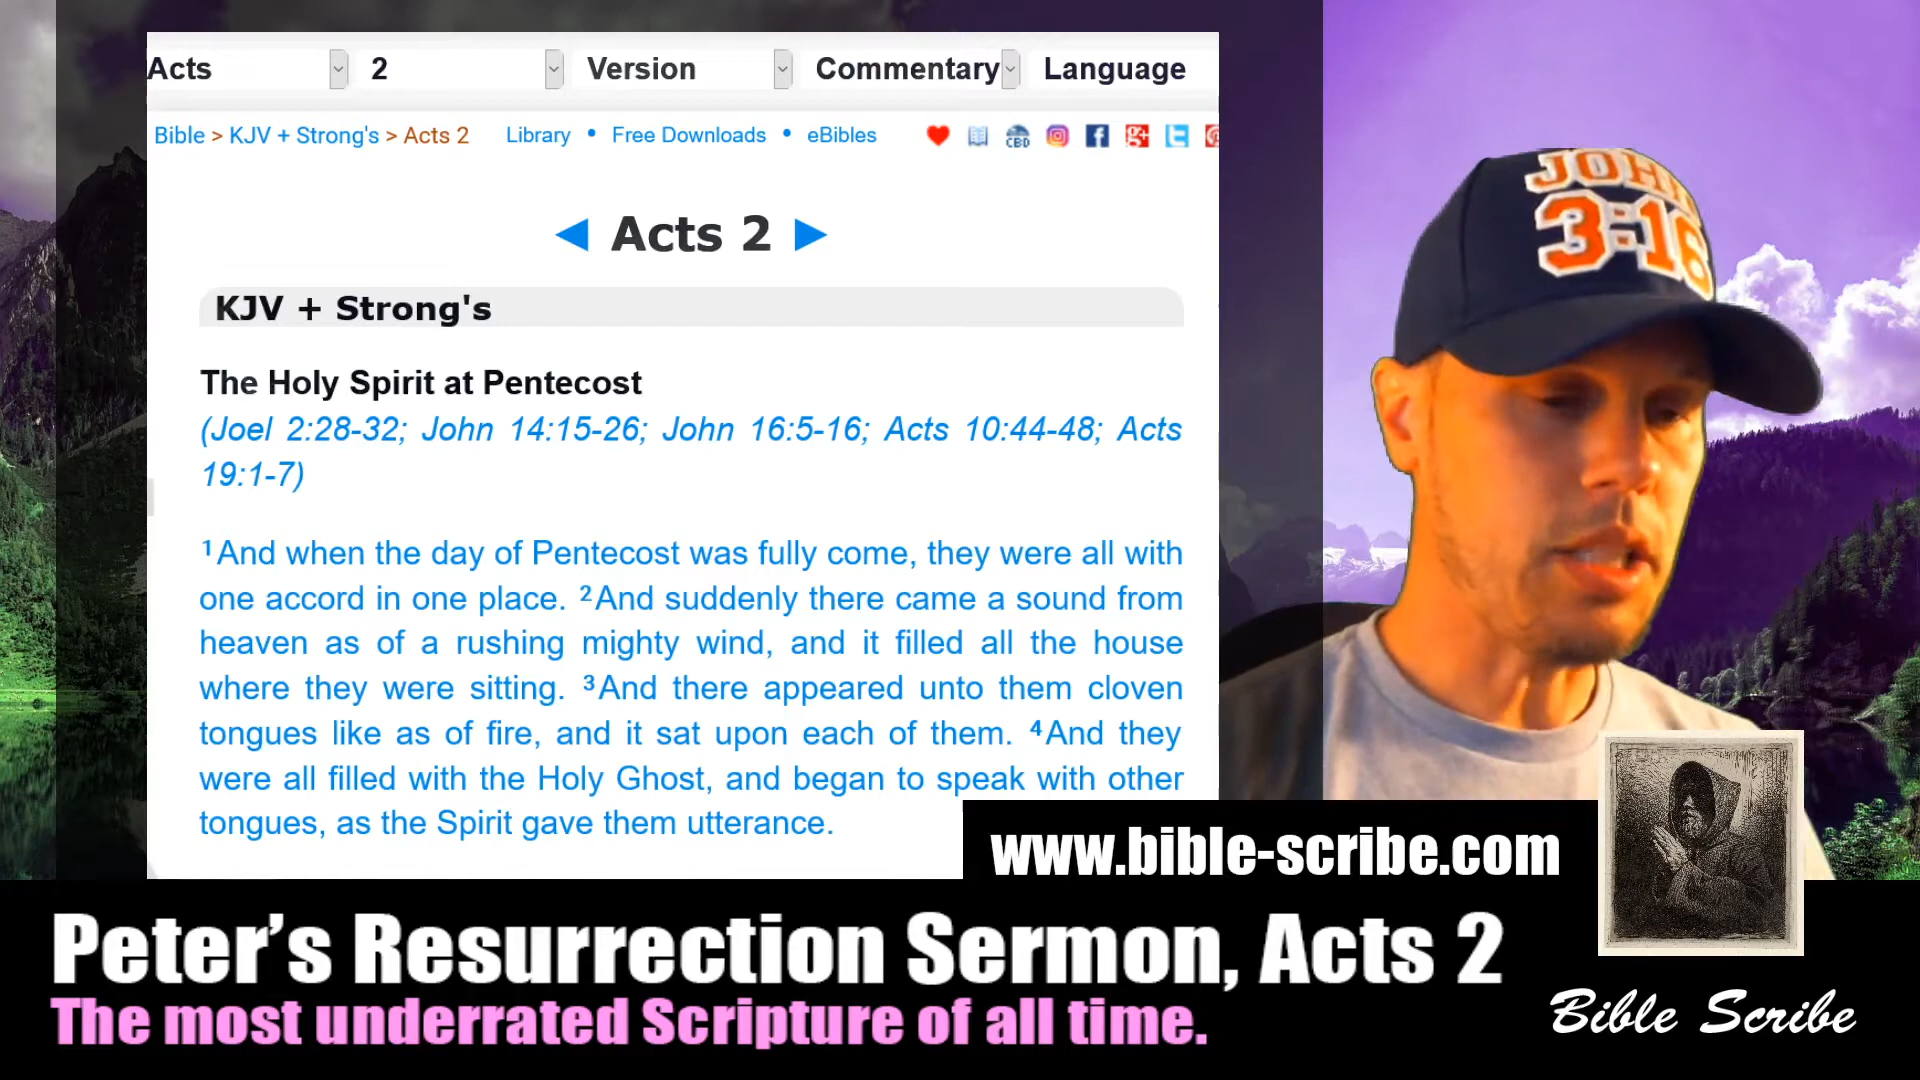 Acts 2 Version Commentary Language
Bible > KJV + Strong's > Acts 2 Library • Free Downloads • eBibles CBD g+
Acts 2
KJV + Strong's
The Holy Spirit at Pentecost
(Joel 2:28-32; John 14:15-26; John 16:5-16; Acts 10:44-48; Acts
19:1-7)
1And when the day of Pentecost was fully come, they were all with
one accord in one place. 2And suddenly there came a sound from
heaven as of a rushing mighty wind, and it filled all the house
where they were sitting. 3And there appeared unto them cloven
tongues like as of fire, and it sat upon each of them. 4And they
were all filled with the Holy Ghost, and began to speak with other
tongues, as the Spirit gave them utterance.
JOHN
3:16
www.bible-scribe.com
Peter’s Resurrection Sermon, Acts 2
The most underrated Scripture of all time.
Bible Scribe